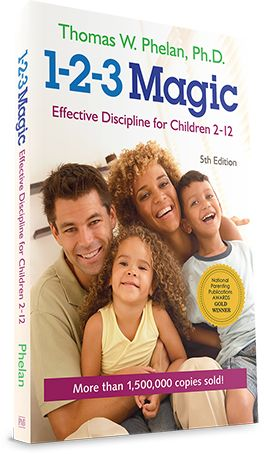 Thomas W. Phelan, Ph.D.
1-2-3 Magic
Effective Discipline for Children 2-12
5th Edition
National
Parenting
Publications
AWARDS
GOLD
WINNER
More than 1,500,000 copies sold!
1-2-3 Magic Effective Discipline for Children 2-12 Phelan